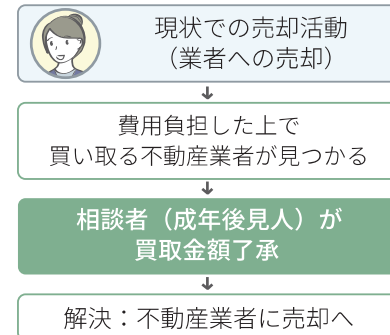 現状での売却活動
（業者への売却）
費用負担した上で
買い取る不動産業者が見つかる
相談者（成年後見人）が
買取金額了承
解決：不動産業者に売却へ